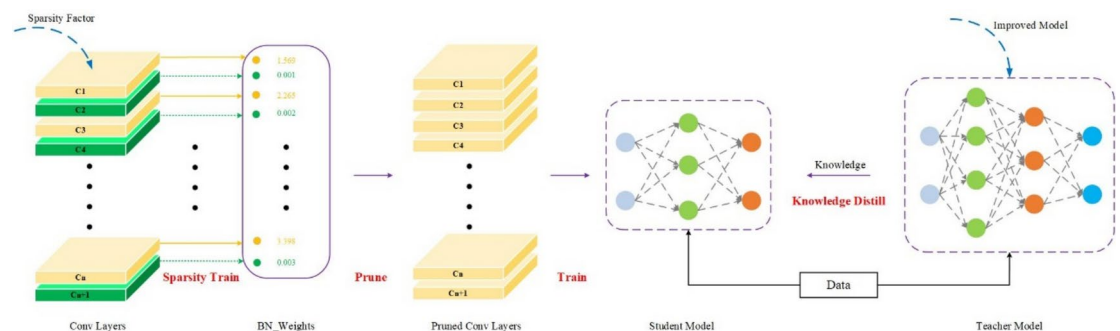 Sparsity Factor
Improved Model
1.569
0.001
2.265
0.002
C1
C2
C3
C4
C1
C2
C3
C4
Knowledge
Knowledge Distill
0.003
Sparsity Train
Prune
Train
Cn
Cn+1
Cn
Cn+1
Data
Conv Layers
BN_Weights
Pruned Conv Layers
Student Model
Teacher Model